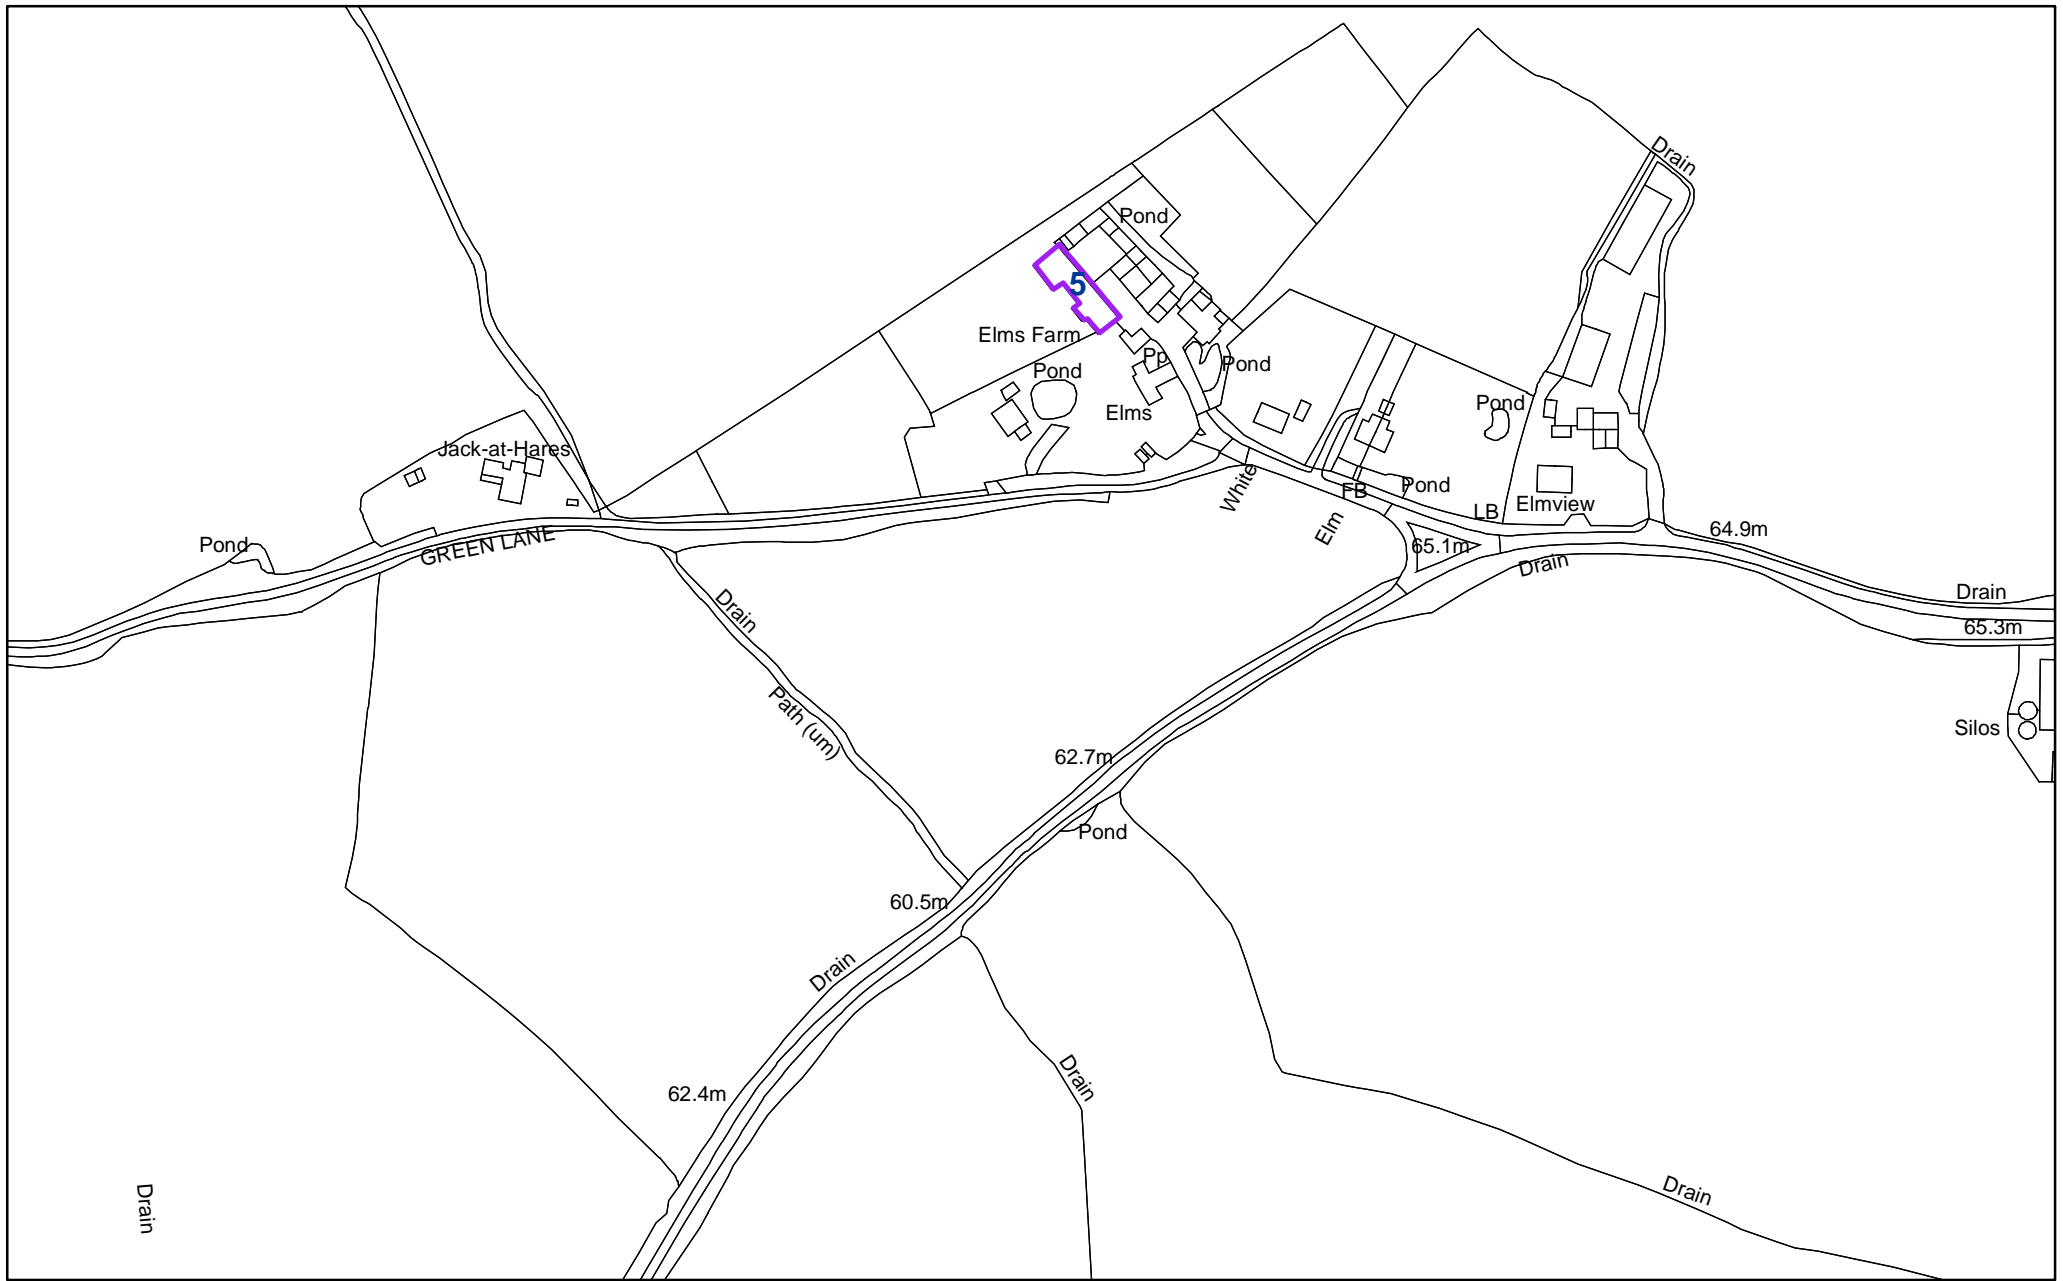 Drain
Pond
5
Elms Farm
Pp
Pond
Pond
Elms
Pond
Jack-at-Hares
White
FB
Pond
LB
Elmview
Elm
64.9m
65.1m
Pond
GREEN LANE
Drain
Drain
Drain
65.3m
Path (um)
Silos
62.7m
Pond
60.5m
Drain
62.4m
Drain
Drain
Drain